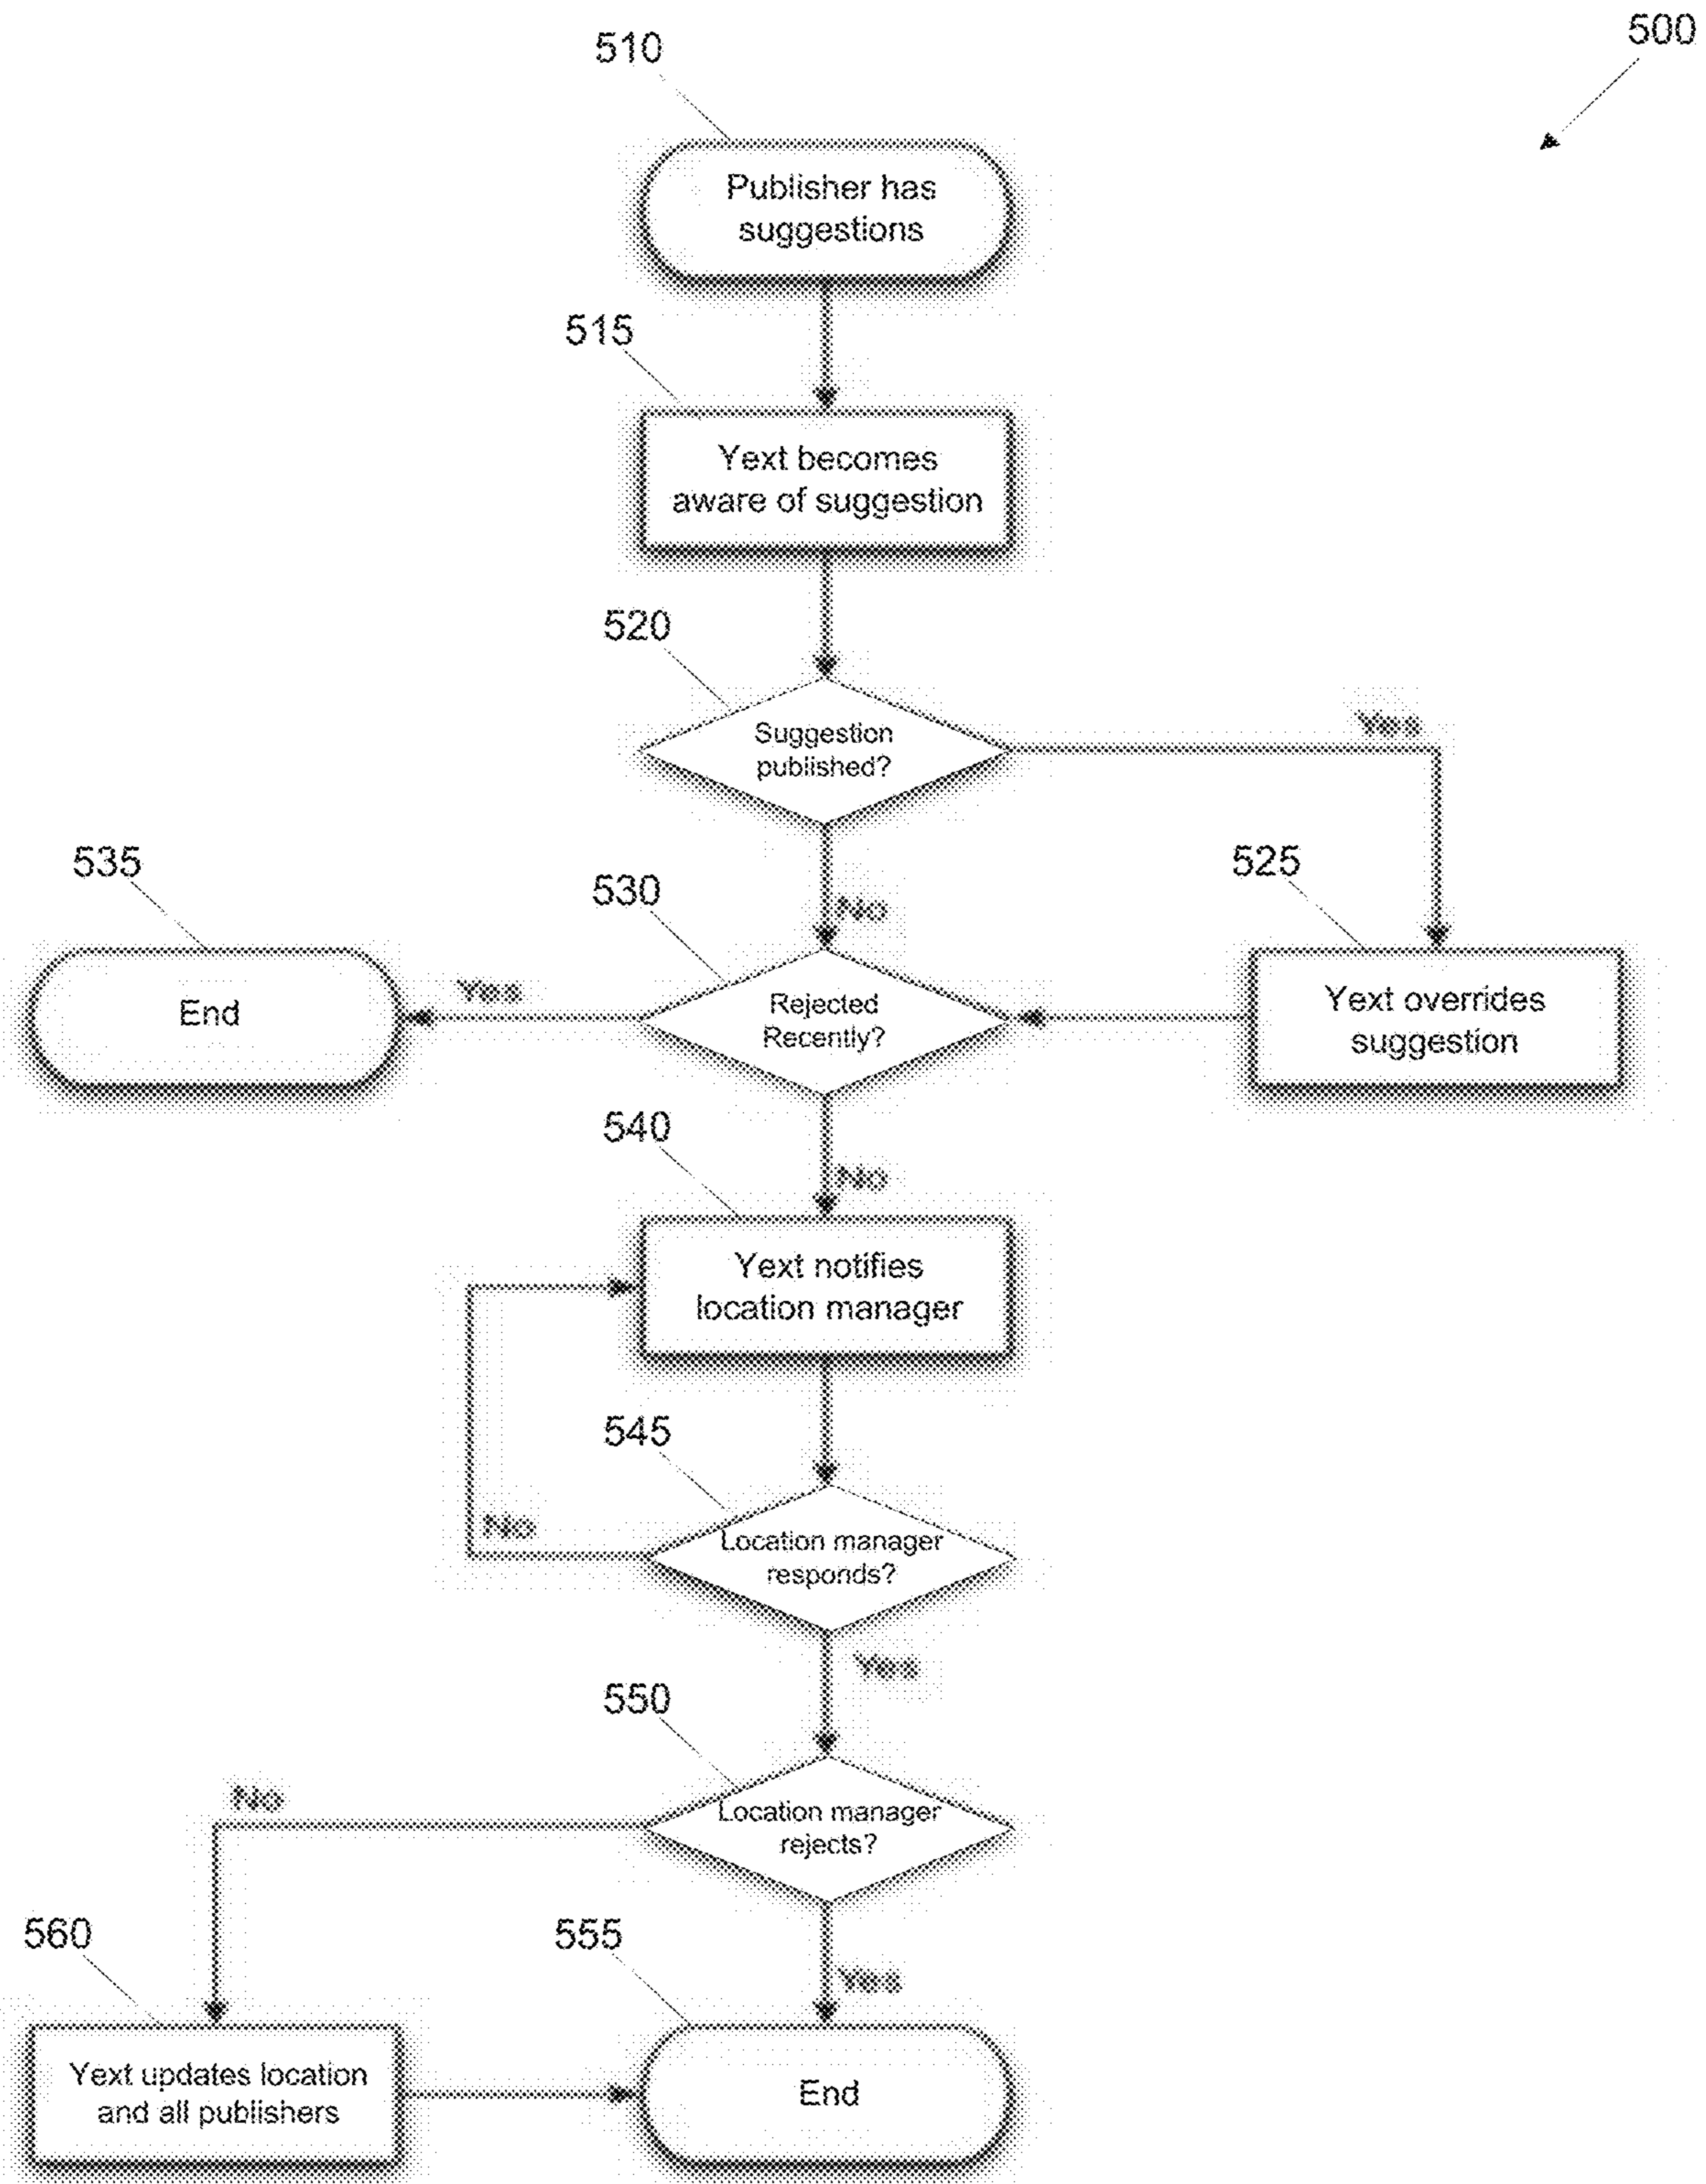 500
510
Publisher has
suggestions
515
Yext becomes
aware of suggestion
520
Suggestion
published?
Yes
No
525
Yext overrides
suggestion
530
Rejected
Recently?
Yes
535
End
No
540
Yext notifies
location manager
545
Location manager
responds?
No
Yes
550
Location manager
rejects?
No
Yes
560
Yext updates location
and all publishers
555
End